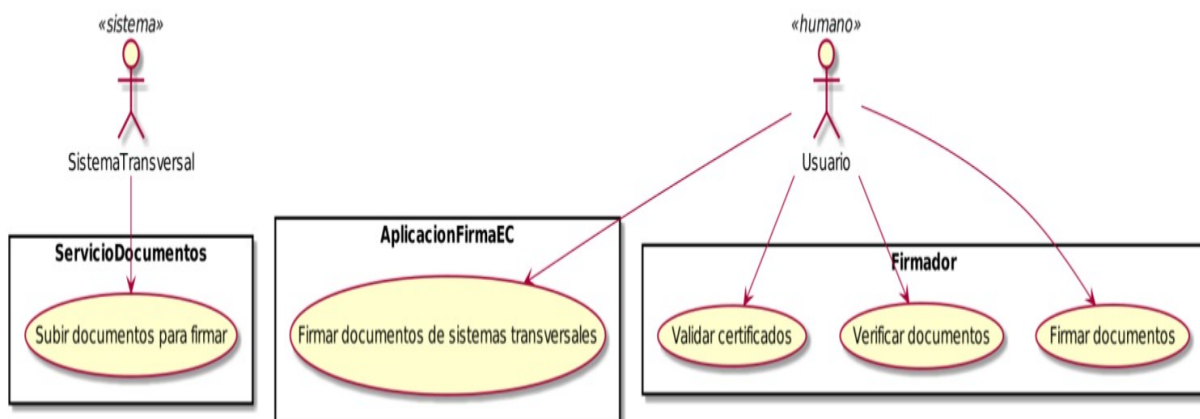 «sistema»
«humano»
SistemaTransversal
Usuario
ServicioDocumentos
AplicacionFirmaEC
Firmador
Subir documentos para firmar
Firmar documentos de sistemas transversales
Validar certificados
Verificar documentos
Firmar documentos